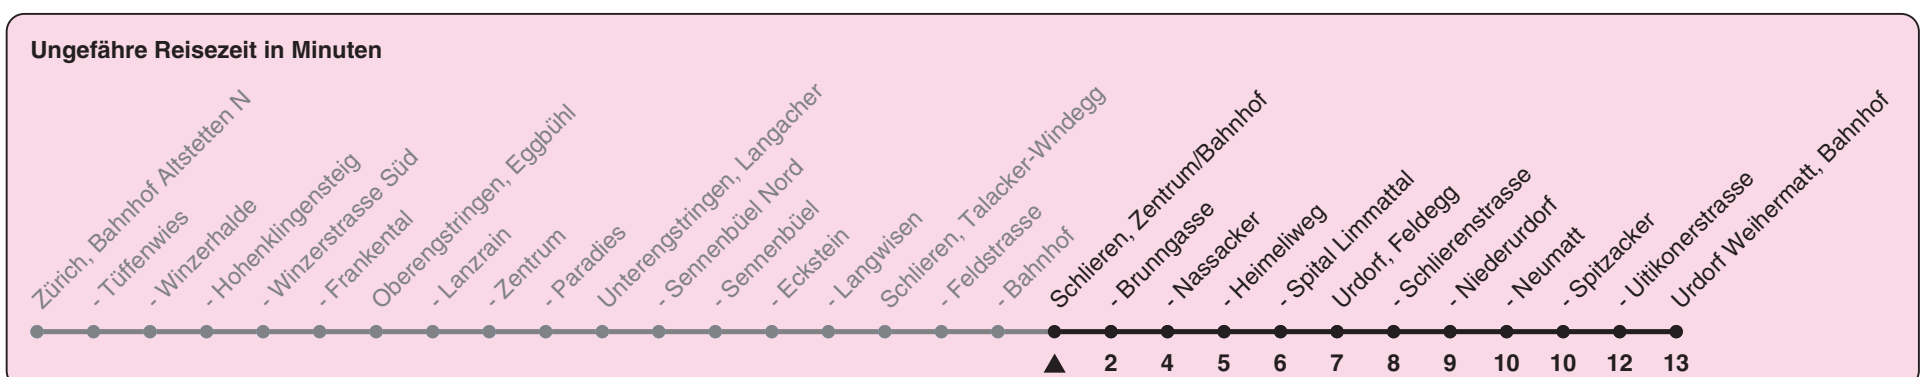 Ungefähre Reisezeit in Minuten
Zürich, Bahnhof Altstetten N
- Tüffenwies
- Winzerhalde
- Hohenklingensteig
- Winzerstrasse Süd
- Frankental
Oberengstringen, Eggbühl
- Lanzrain
- Zentrum
- Paradies
Unterengstringen, Langacher
- Sennenbüel Nord
- Sennenbüel
- Eckstein
- Langwisen
Schlieren, Talacker-Windegg
- Feldstrasse
- Bahnhof
Schlieren, Zentrum/Bahnhof
- Brunngasse
- Nassacker
- Heimeliweg
- Spital Limmattal
Urdorf, Feldegg
- Schlierenstrasse
- Niederurdorf
- Neumatt
- Spitzacker
- Uitikonerstrasse
Urdorf Weihermatt, Bahnhof
2 4 5 6 7 8 9 10 10 12 13